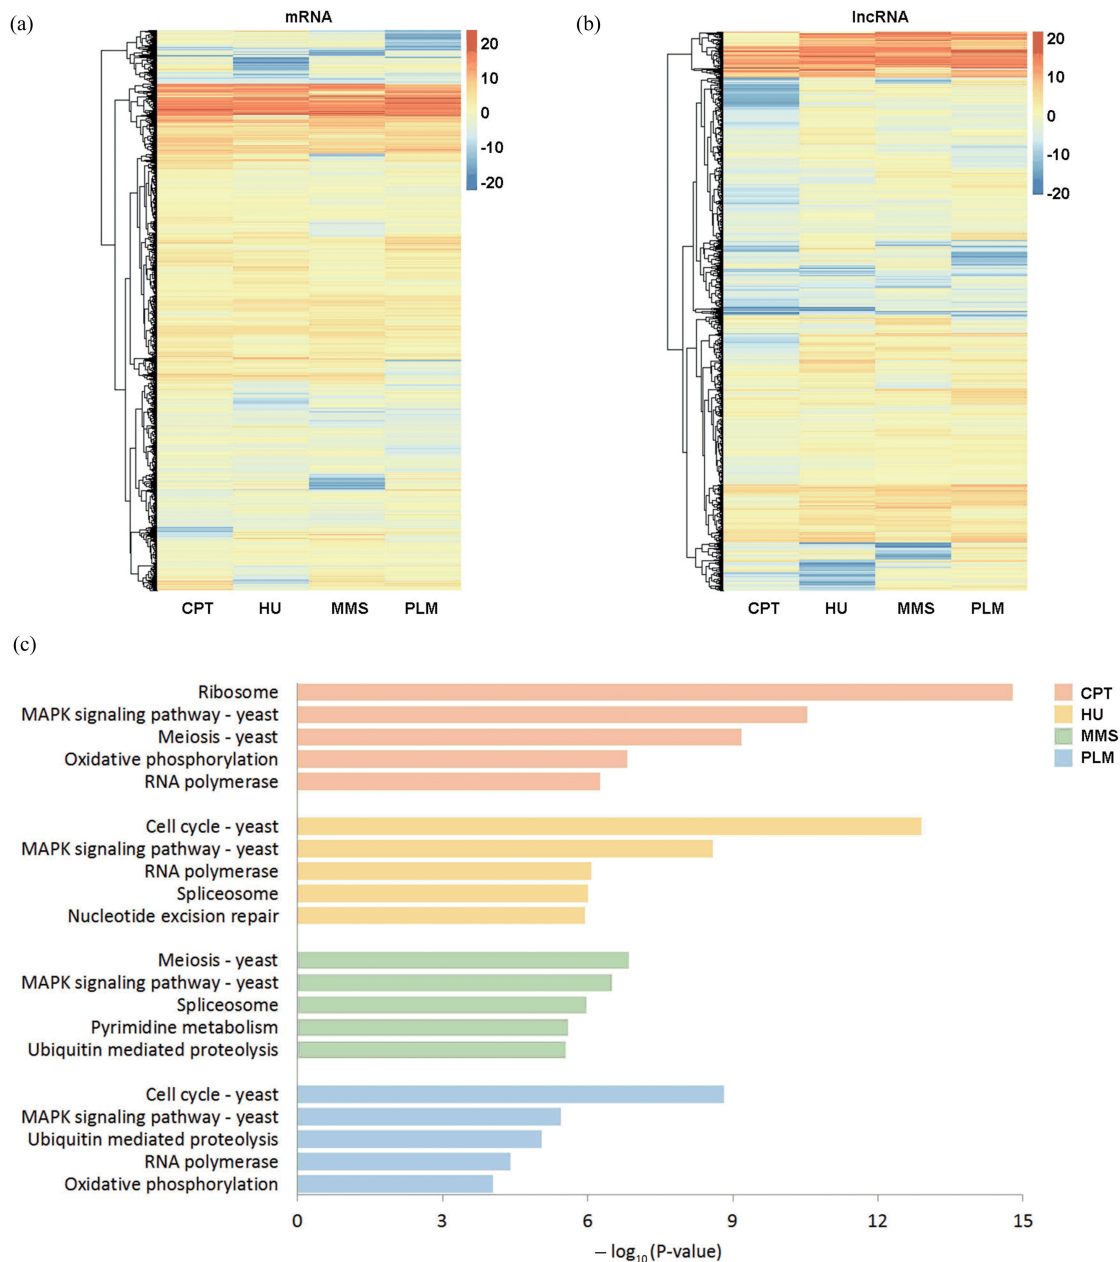 (a)
mRNA
20
10
0
-10
-20
CPT HU MMS PLM
(b)
lncRNA
20
10
0
-10
-20
CPT HU MMS PLM
(c)
Ribosome
MAPK signaling pathway - yeast
Meiosis - yeast
Oxidative phosphorylation
RNA polymerase
Cell cycle - yeast
MAPK signaling pathway - yeast
RNA polymerase
Spliceosome
Nucleotide excision repair
Meiosis - yeast
MAPK signaling pathway - yeast
Spliceosome
Pyrimidine metabolism
Ubiquitin mediated proteolysis
Cell cycle - yeast
MAPK signaling pathway - yeast
Ubiquitin mediated proteolysis
RNA polymerase
Oxidative phosphorylation
0 3 6 9 12 15
− log₁₀ (P-value)
CPT
HU
MMS
PLM